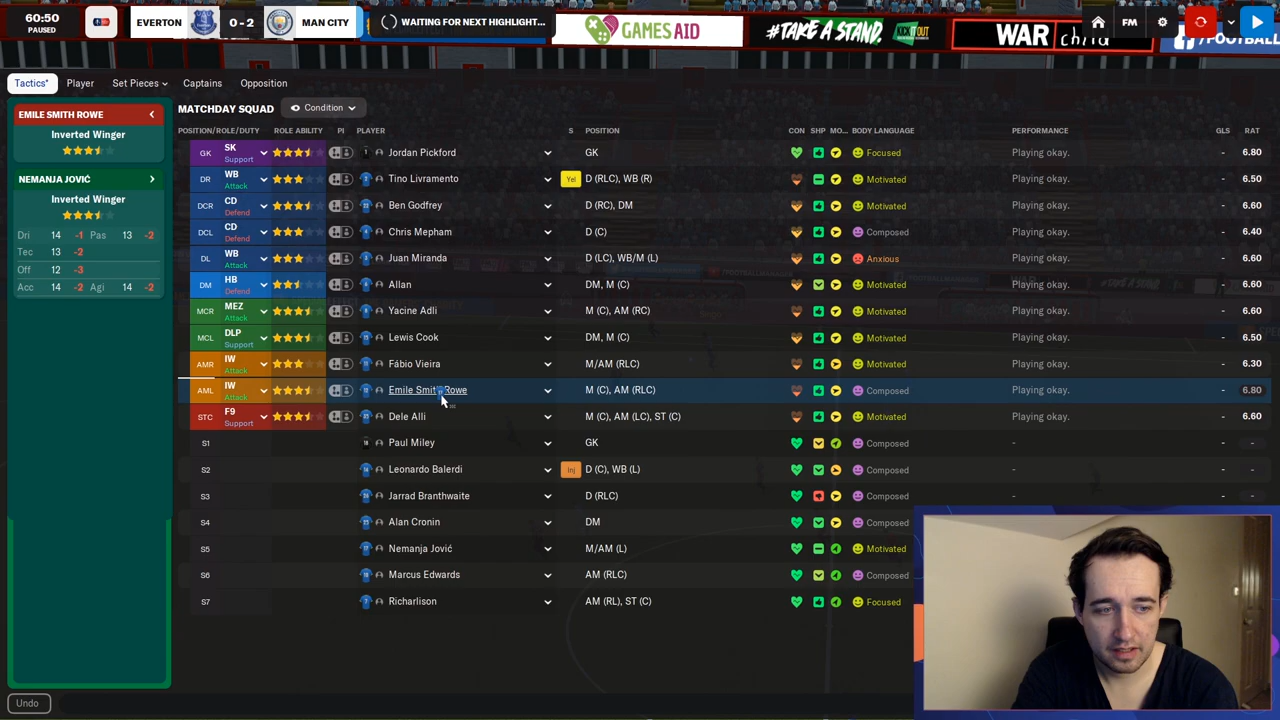 60:50
PAUSED
EVERTON
0 - 2
MAN CITY
WAITING FOR NEXT HIGHLIGHT...
GAMES AID
#TAKE A STAND.
KICK IT OUT
WAR child
FM
/FOOTBALL
Tactics*
Player
Set Pieces
Captains
Opposition
EMILE SMITH ROWE
Inverted Winger
NEMANJA JOVIĆ
Inverted Winger
Dri 14 -1 Pas 13 -2
Tec 13 -2
Off 12 -3
Acc 14 -2 Agi 14 -2
MATCHDAY SQUAD
Condition
POSITION/ROLE/DUTY ROLE ABILITY PI PLAYER S POSITION CON SHP MO... BODY LANGUAGE PERFORMANCE GLS RAT
GK SK Support 1 Jordan Pickford GK Focused Playing okay. - 6.80
DR WB Attack Tino Livramento Yel D (RLC), WB (R) Motivated Playing okay. - 6.50
DCR CD Defend Ben Godfrey D (RC), DM Motivated Playing okay. - 6.60
DCL CD Defend Chris Mepham D (C) Composed Playing okay. - 6.40
DL WB Attack Juan Miranda D (LC), WB/M (L) Anxious Playing okay. - 6.60
DM HB Defend Allan DM, M (C) Motivated Playing okay. - 6.60
MCR MEZ Attack Yacine Adli M (C), AM (RC) Motivated Playing okay. - 6.60
MCL DLP Support Lewis Cook DM, M (C) Motivated Playing okay. - 6.50
AMR IW Attack Fábio Vieira M/AM (RLC) Motivated Playing okay. - 6.30
AML IW Attack Emile Smith Rowe M (C), AM (RLC) Composed Playing okay. - 6.80
STC F9 Support Dele Alli M (C), AM (LC), ST (C) Motivated Playing okay. - 6.60
S1 Paul Miley GK Composed - - -
S2 Leonardo Balerdi Inj D (C), WB (L) Composed - - -
S3 Jarrad Branthwaite D (RLC) Composed - - -
S4 Alan Cronin DM Composed
S5 Nemanja Jović M/AM (L) Motivated
S6 Marcus Edwards AM (RLC) Composed
S7 Richarlison AM (RL), ST (C) Focused
Undo